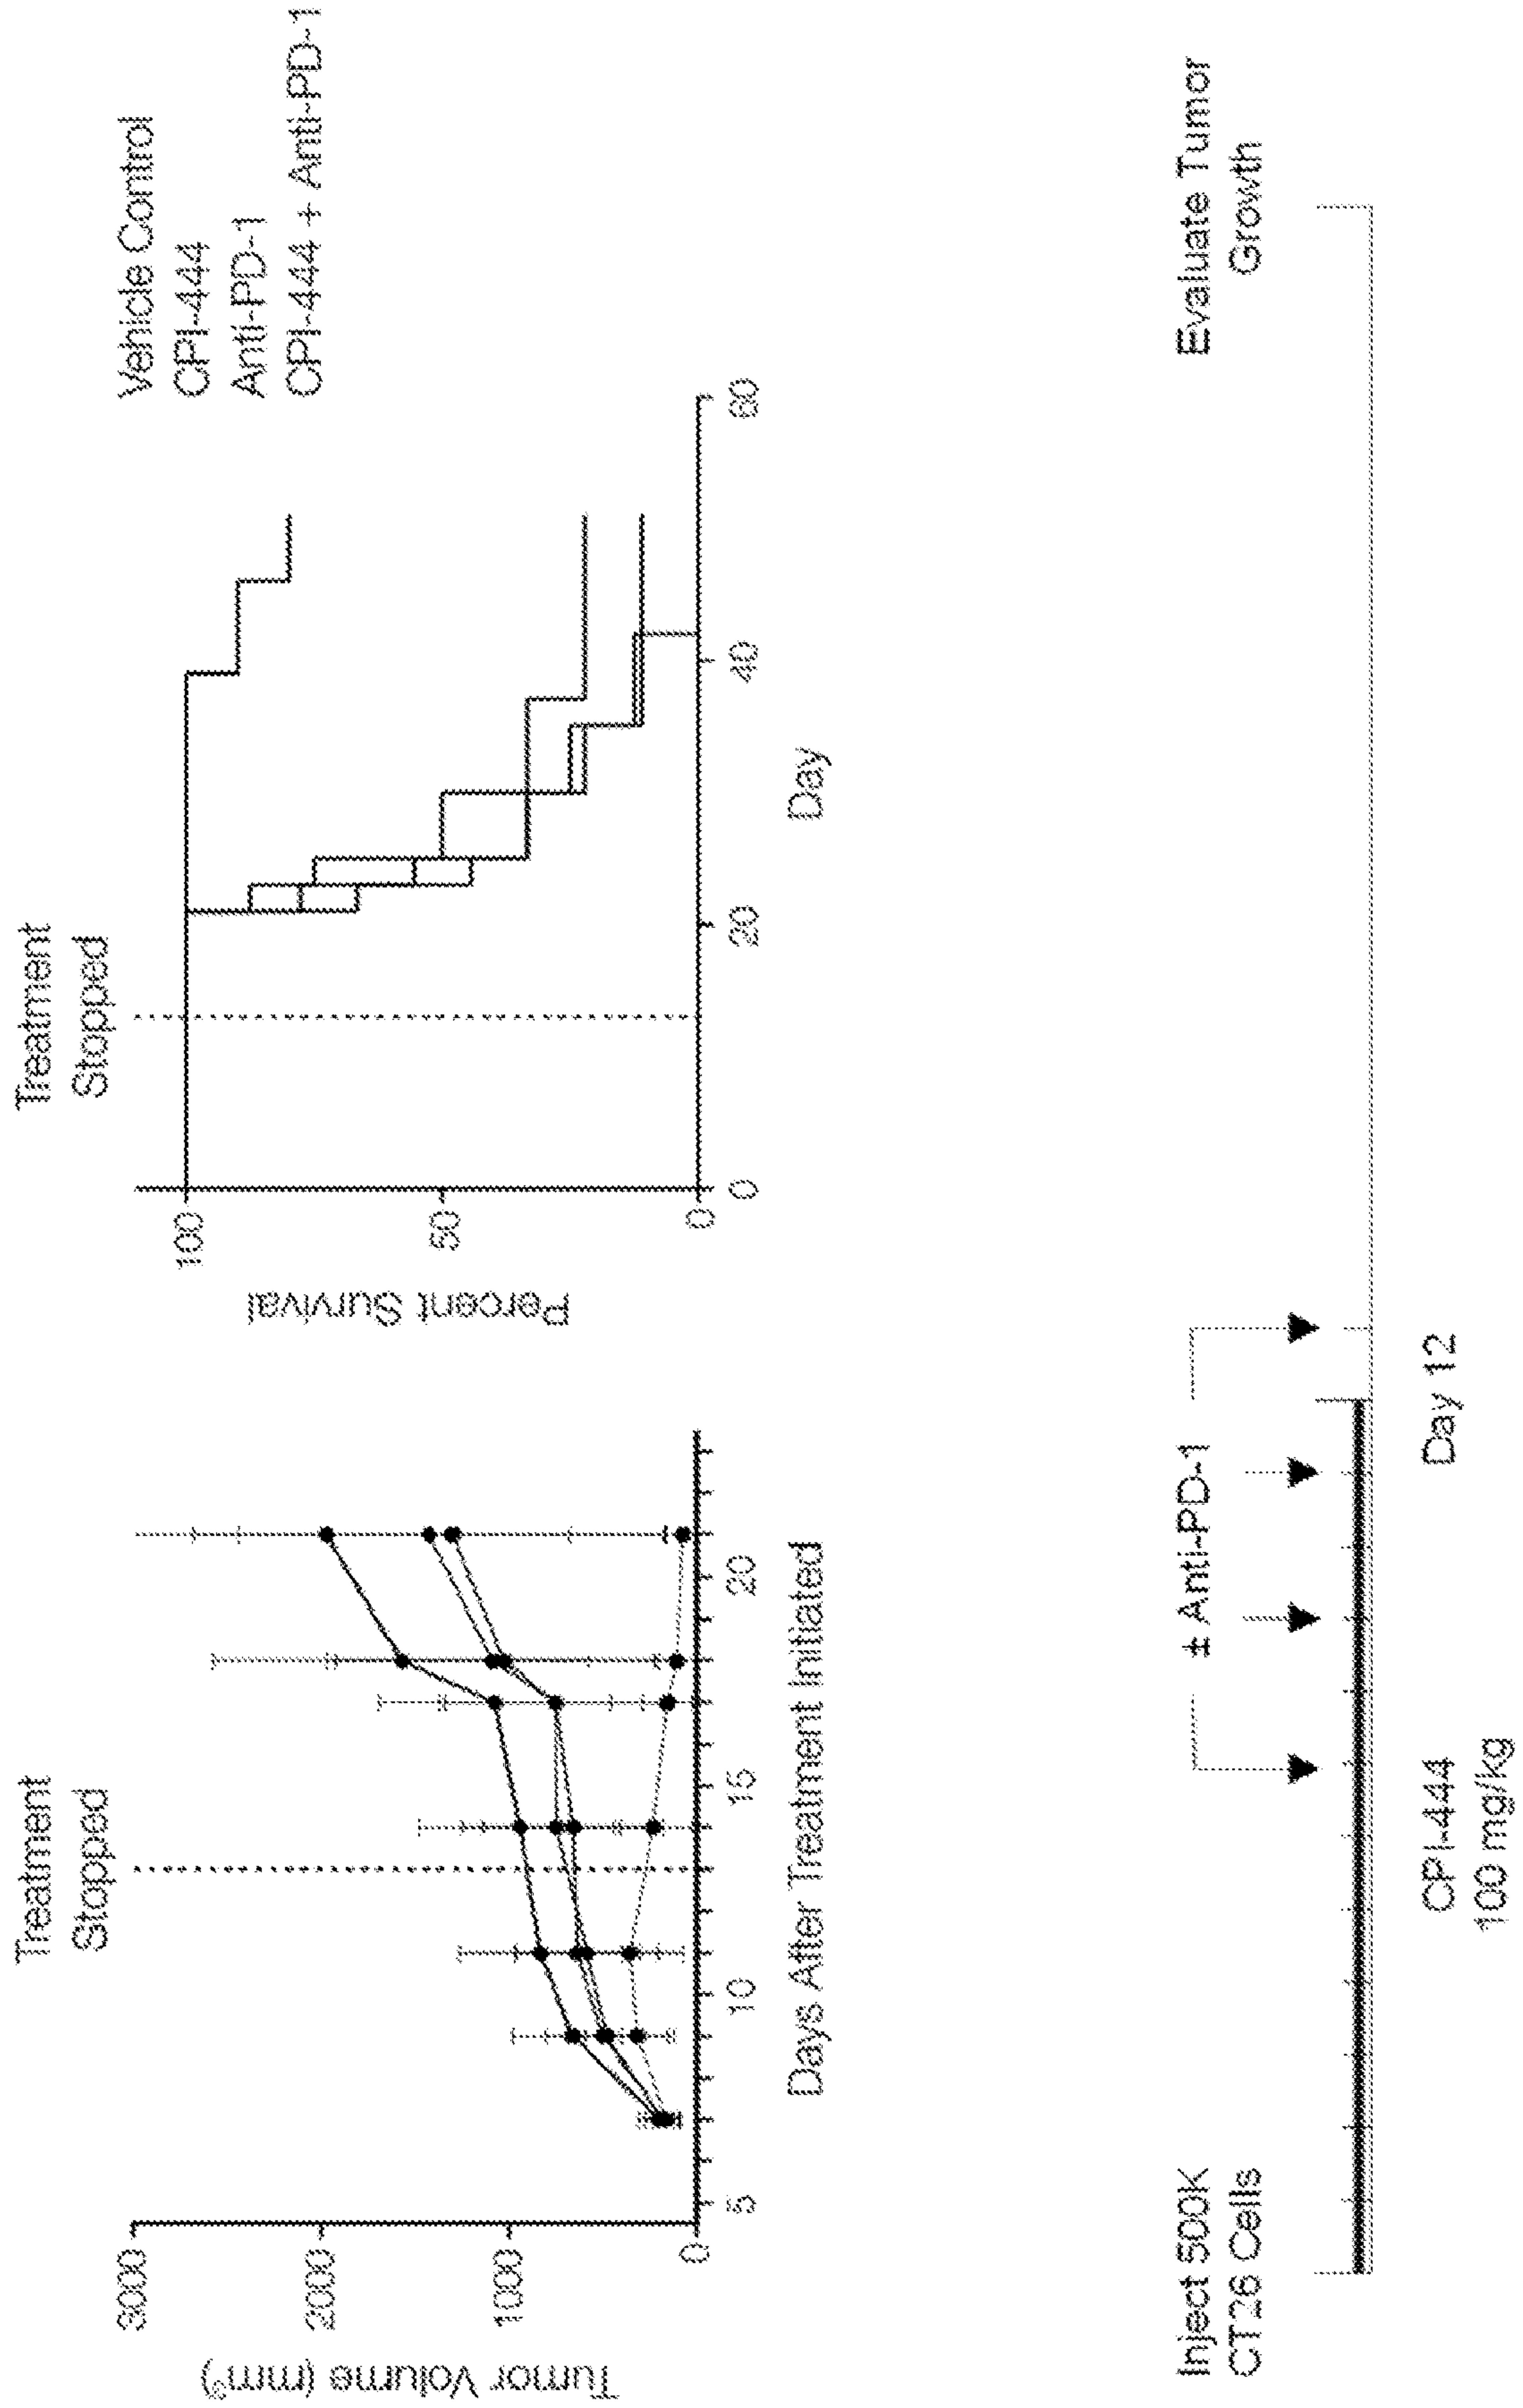 Treatment
Stopped
3000
2000
1000
0
Tumor Volume (mm³)
5
10
15
20
Days After Treatment Initiated
Treatment
Stopped
100
50
0
Percent Survival
0
20
40
60
Day
Vehicle Control
CPI-444
Anti-PD-1
CPI-444 + Anti-PD-1
Inject 500K
CT26 Cells
± Anti-PD-1
Evaluate Tumor
Growth
CPI-444
100 mg/kg
Day 12